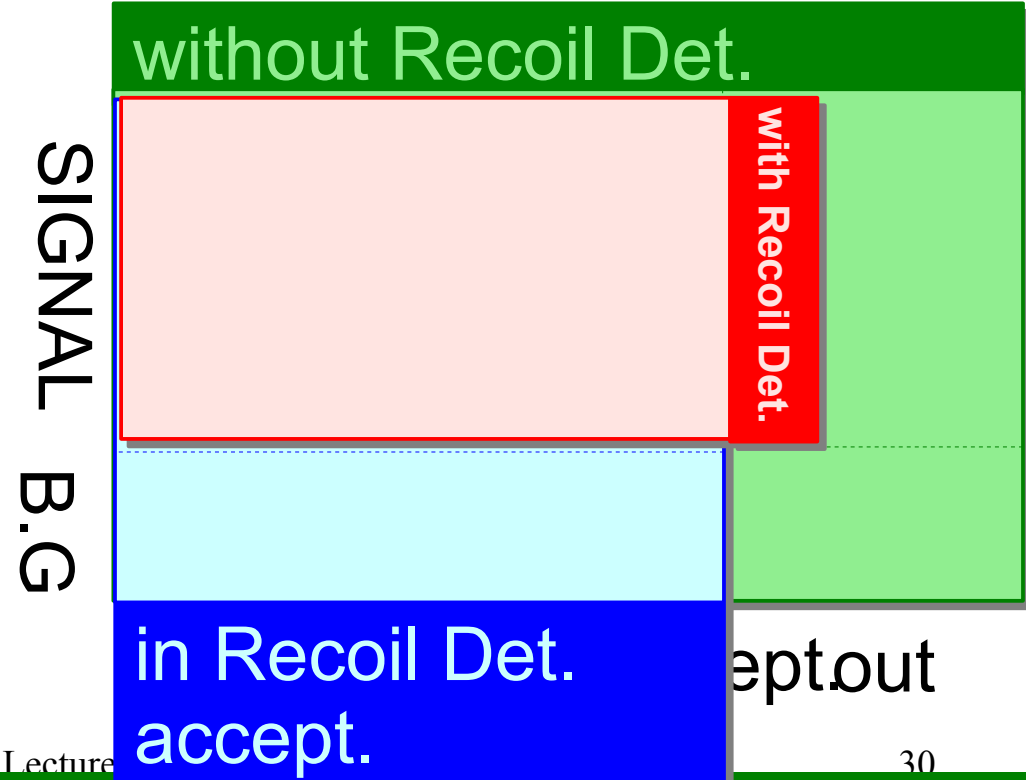 without Recoil Det.
with Recoil Det.
SIGNAL
B.G
in Recoil Det.
accept.
ept.out
Lecture
30